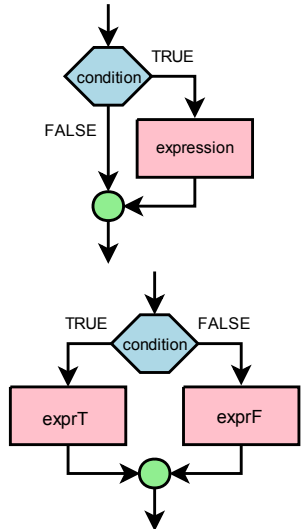 TRUE
condition
FALSE
expression
TRUE FALSE
condition
exprT exprF